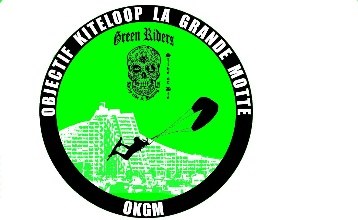 OBJECTIF KITELOOP LA GRANDE MOTTE
Green Riders
OKGM